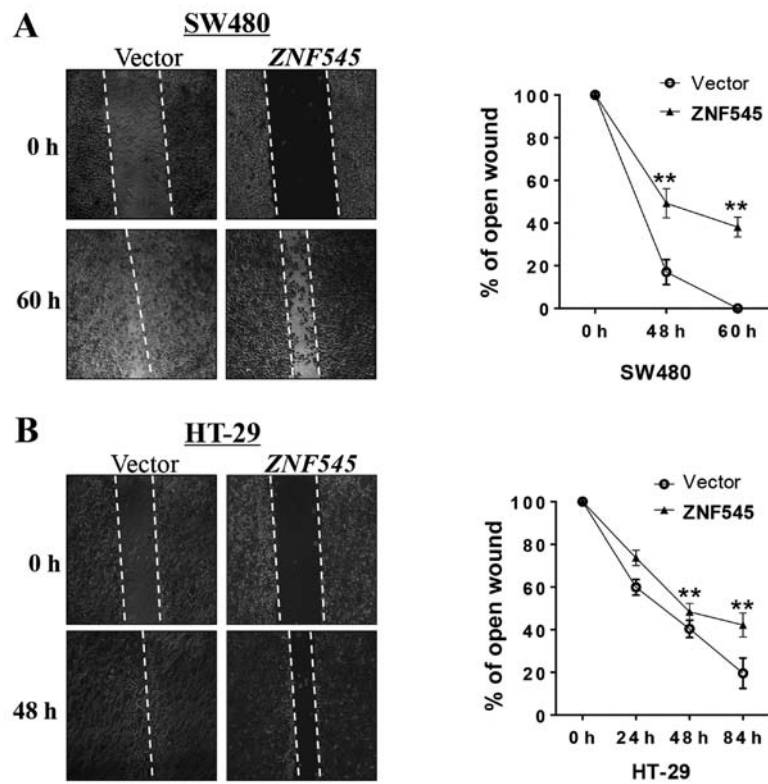 A
SW480
Vector
ZNF545
0 h
60 h
Vector
ZNF545
% of open wound
100
80
60
40
20
0
**
**
0 h
48 h
60 h
SW480
B
HT-29
Vector
ZNF545
0 h
48 h
Vector
ZNF545
% of open wound
100
80
60
40
20
0
**
**
0 h
24 h
48 h
84 h
HT-29